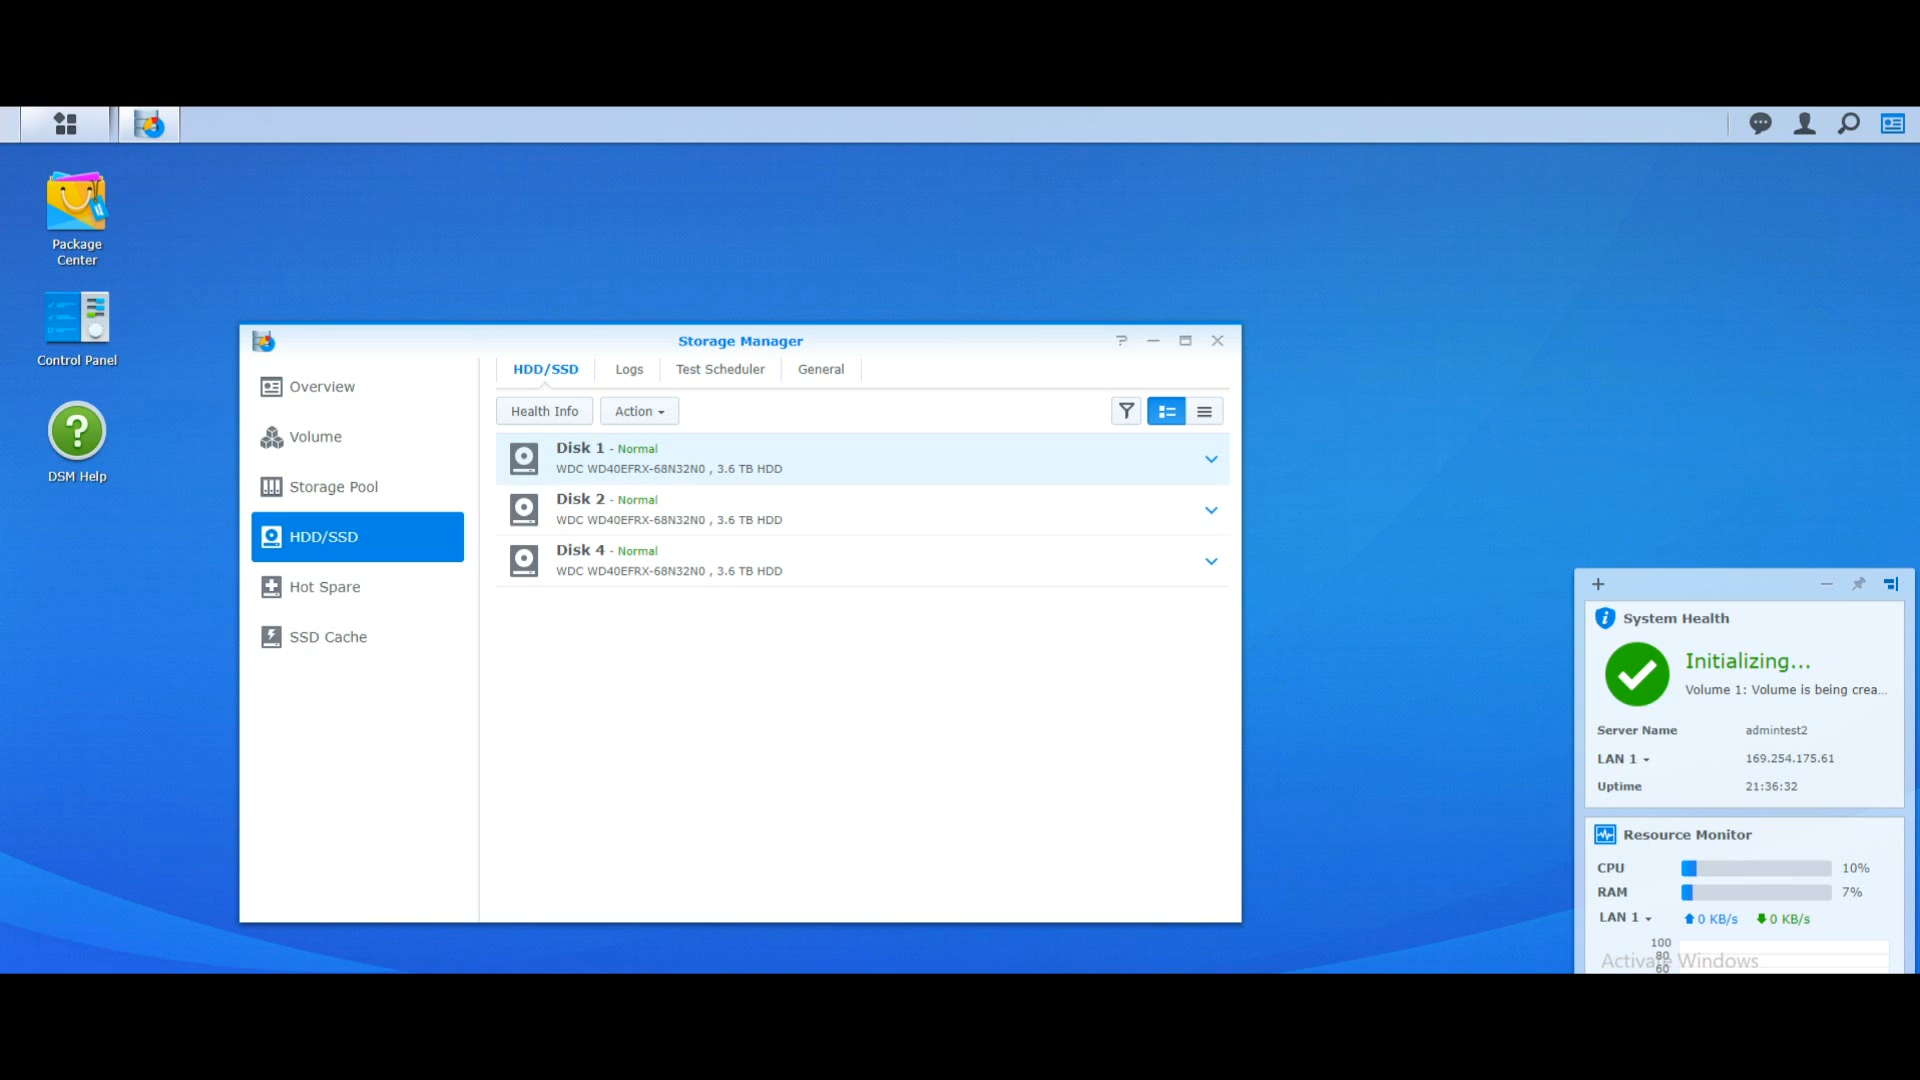 Package
Center
Control Panel
DSM Help
Storage Manager
Overview
Volume
Storage Pool
HDD/SSD
Hot Spare
SSD Cache
HDD/SSD Logs Test Scheduler General
Health Info Action
Disk 1 - Normal
WDC WD40EFRX-68N32N0 , 3.6 TB HDD
Disk 2 - Normal
WDC WD40EFRX-68N32N0 , 3.6 TB HDD
Disk 4 - Normal
WDC WD40EFRX-68N32N0 , 3.6 TB HDD
System Health
Initializing...
Volume 1: Volume is being crea...
Server Name admintest2
LAN 1 169.254.175.61
Uptime 21:36:32
Resource Monitor
CPU 10%
RAM 7%
LAN 1 0 KB/s 0 KB/s
100
80
60
Activate Windows